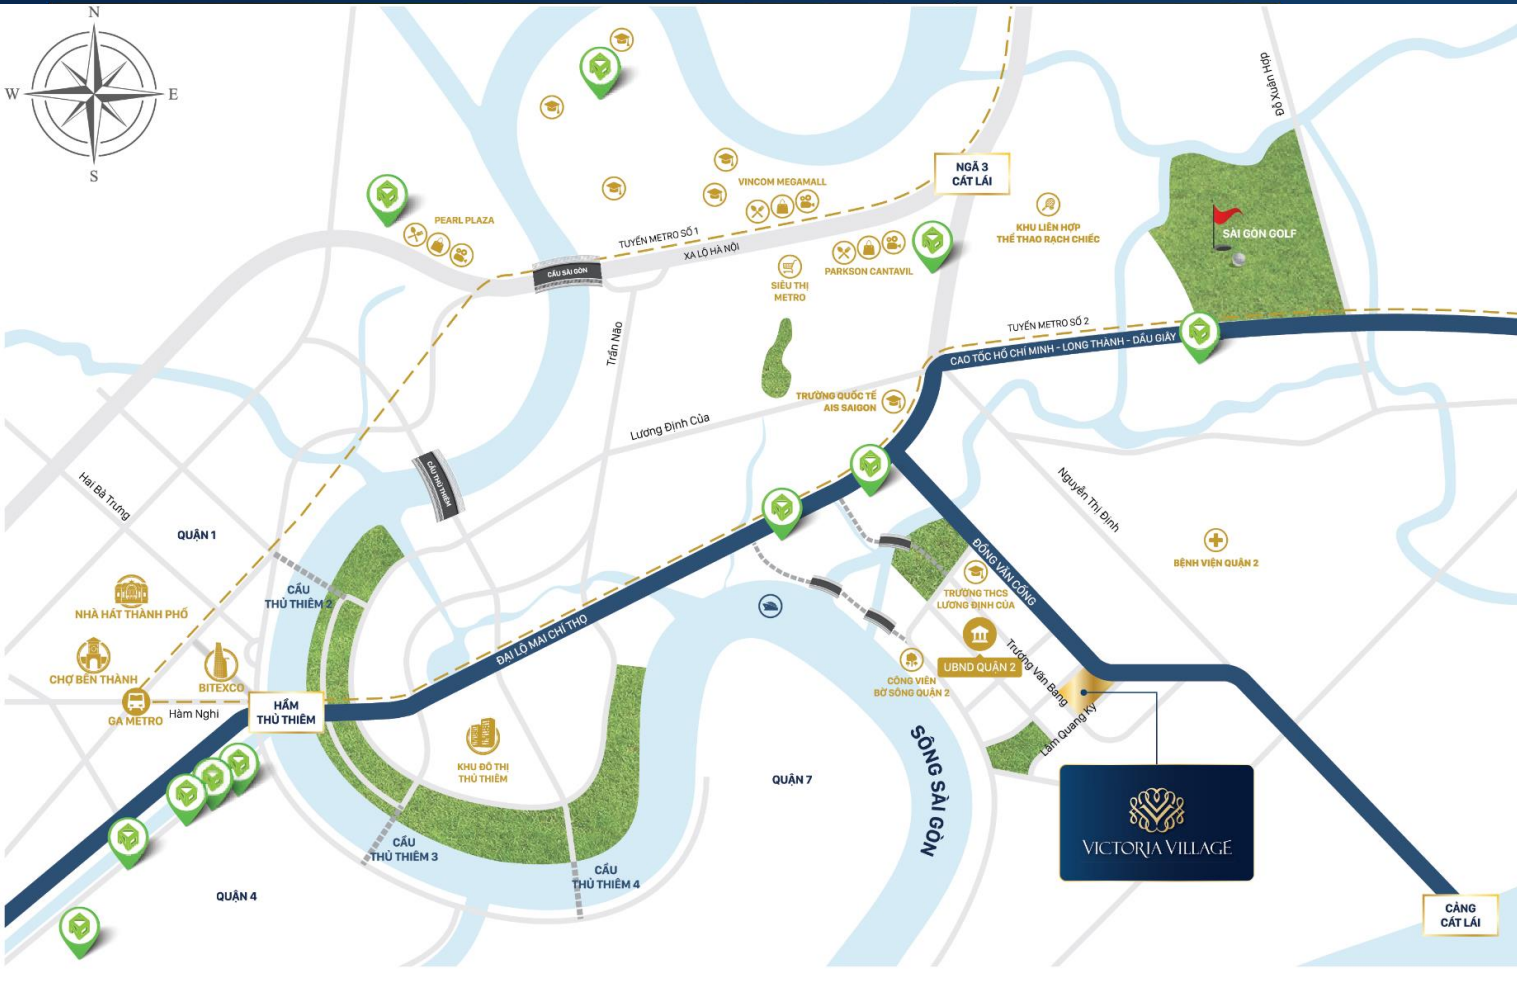 N
W
E
S
NGÃ 3
CÁT LÁI
Đỗ Xuân Hợp
VINCOM MEGAMALL
PEARL PLAZA
TUYẾN METRO SỐ 1
XA LỘ HÀ NỘI
CẦU SÀI GÒN
KHU LIÊN HỢP
THỂ THAO RẠCH CHIẾC
SÀI GÒN GOLF
PARKSON CANTAVIL
SIÊU THỊ
METRO
Trần Não
TUYẾN METRO SỐ 2
CAO TỐC HỒ CHÍ MINH - LONG THÀNH - DẦU GIÂY
TRƯỜNG QUỐC TẾ
AIS SAIGON
Lương Định Của
CẦU THỦ THIÊM
Hai Bà Trưng
QUẬN 1
Nguyễn Thị Định
BỆNH VIỆN QUẬN 2
ĐỒNG VĂN CỐNG
CẦU
THỦ THIÊM 2
NHÀ HÁT THÀNH PHỐ
TRƯỜNG THCS
LƯƠNG ĐỊNH CỦA
ĐẠI LỘ MAI CHÍ THỌ
UBND QUẬN 2
Trương Văn Bang
CHỢ BẾN THÀNH
BITEXCO
CÔNG VIÊN
BỜ SÔNG QUẬN 2
GA METRO
Hàm Nghi
HẦM
THỦ THIÊM
Lâm Quang Ky
KHU ĐÔ THỊ
THỦ THIÊM
QUẬN 7
SÔNG SÀI GÒN
CẦU
THỦ THIÊM 3
VICTORIA VILLAGE
CẦU
THỦ THIÊM 4
QUẬN 4
CẢNG
CÁT LÁI